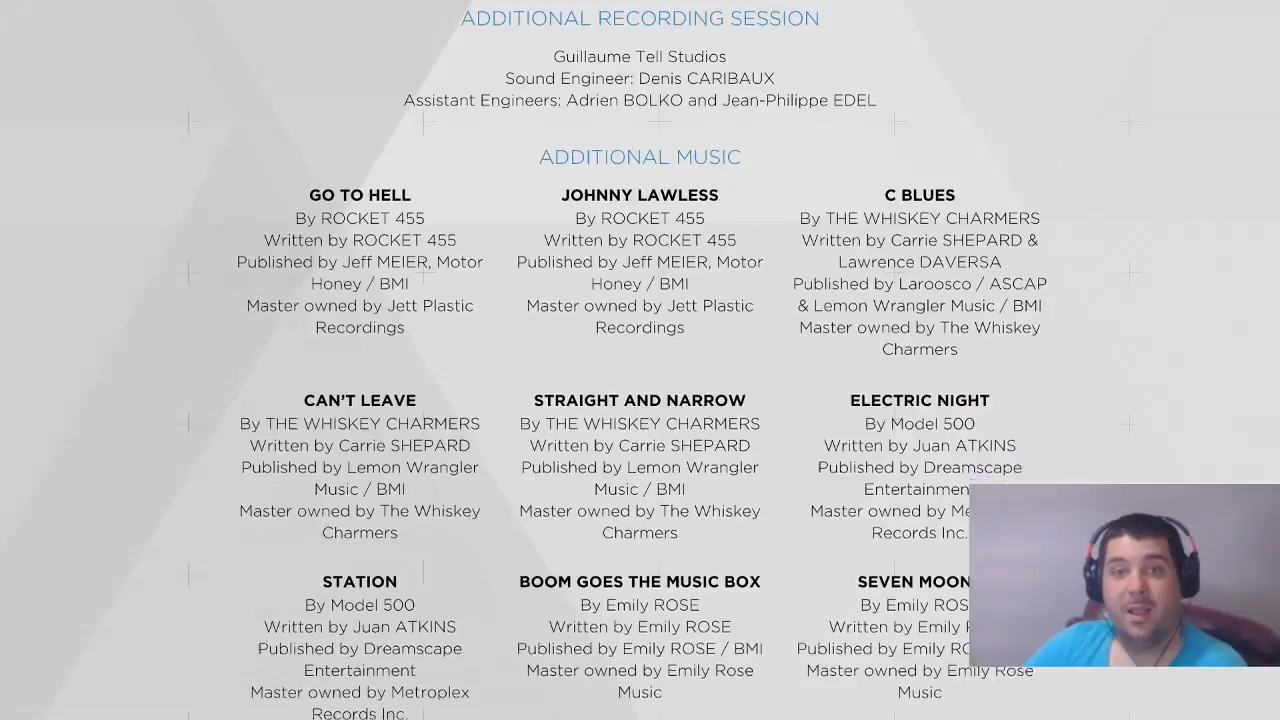 ADDITIONAL RECORDING SESSION
Guillaume Tell Studios
Sound Engineer: Denis CARIBAUX
Assistant Engineers: Adrien BOLKO and Jean-Philippe EDEL
ADDITIONAL MUSIC
GO TO HELL
By ROCKET 455
Written by ROCKET 455
Published by Jeff MEIER, Motor
Honey / BMI
Master owned by Jett Plastic
Recordings
JOHNNY LAWLESS
By ROCKET 455
Written by ROCKET 455
Published by Jeff MEIER, Motor
Honey / BMI
Master owned by Jett Plastic
Recordings
C BLUES
By THE WHISKEY CHARMERS
Written by Carrie SHEPARD &
Lawrence DAVERSA
Published by Laroosco / ASCAP
& Lemon Wrangler Music / BMI
Master owned by The Whiskey
Charmers
CAN'T LEAVE
By THE WHISKEY CHARMERS
Written by Carrie SHEPARD
Published by Lemon Wrangler
Music / BMI
Master owned by The Whiskey
Charmers
STRAIGHT AND NARROW
By THE WHISKEY CHARMERS
Written by Carrie SHEPARD
Published by Lemon Wrangler
Music / BMI
Master owned by The Whiskey
Charmers
ELECTRIC NIGHT
By Model 500
Written by Juan ATKINS
Published by Dreamscape
Master owned by
Records Inc.
STATION
By Model 500
Written by Juan ATKINS
Published by Dreamscape
Entertainment
Master owned by Metroplex
Records Inc.
BOOM GOES THE MUSIC BOX
By Emily ROSE
Written by Emily ROSE
Published by Emily ROSE / BMI
Master owned by Emily Rose
Music
SEVEN
By Emily
Written by Emily
Published by Emily
Master owned by Emily Rose
Music